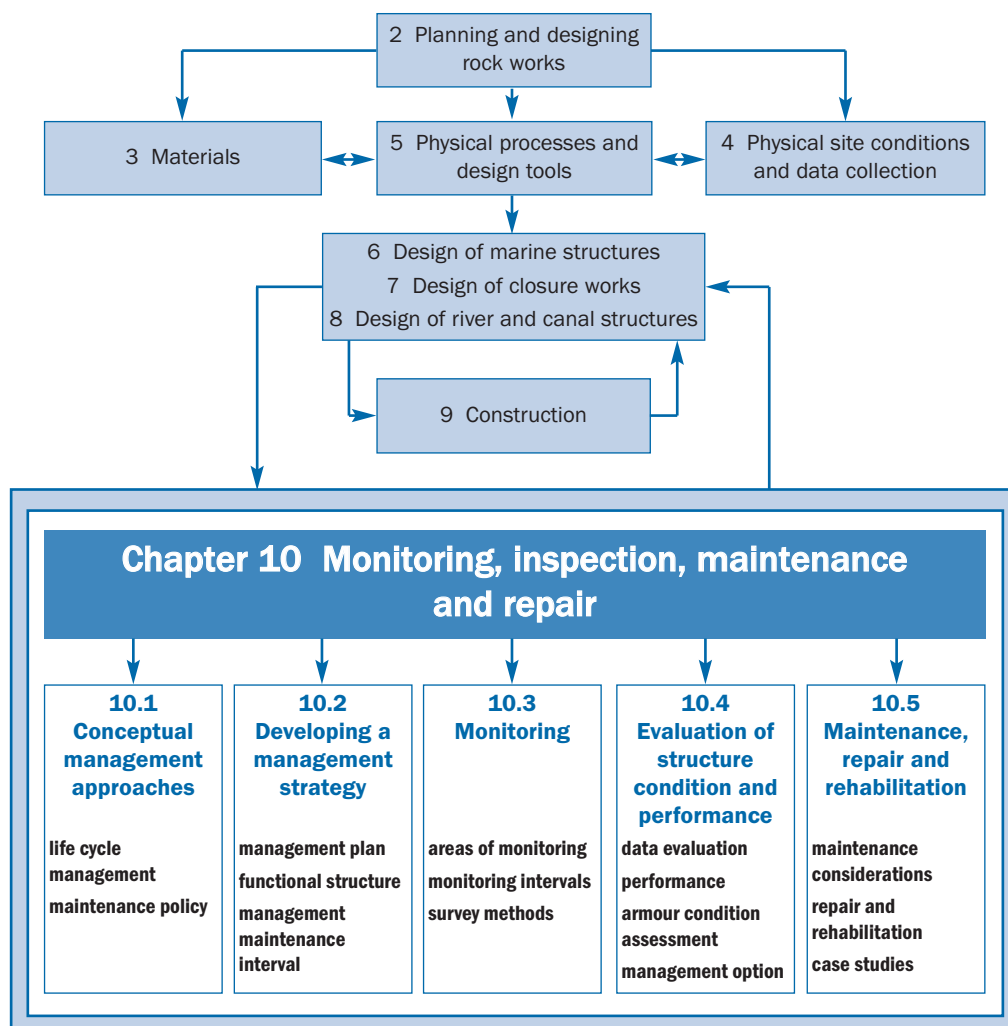 2 Planning and designing
rock works
3 Materials
5 Physical processes and
design tools
4 Physical site conditions
and data collection
6 Design of marine structures
7 Design of closure works
8 Design of river and canal structures
9 Construction
Chapter 10 Monitoring, inspection, maintenance
and repair
10.1
Conceptual
management
approaches
life cycle
management
maintenance policy
10.2
Developing a
management
strategy
management plan
functional structure
management
maintenance
interval
10.3
Monitoring
areas of monitoring
monitoring intervals
survey methods
10.4
Evaluation of
structure
condition and
performance
data evaluation
performance
armour condition
assessment
management option
10.5
Maintenance,
repair and
rehabilitation
maintenance
considerations
repair and
rehabilitation
case studies